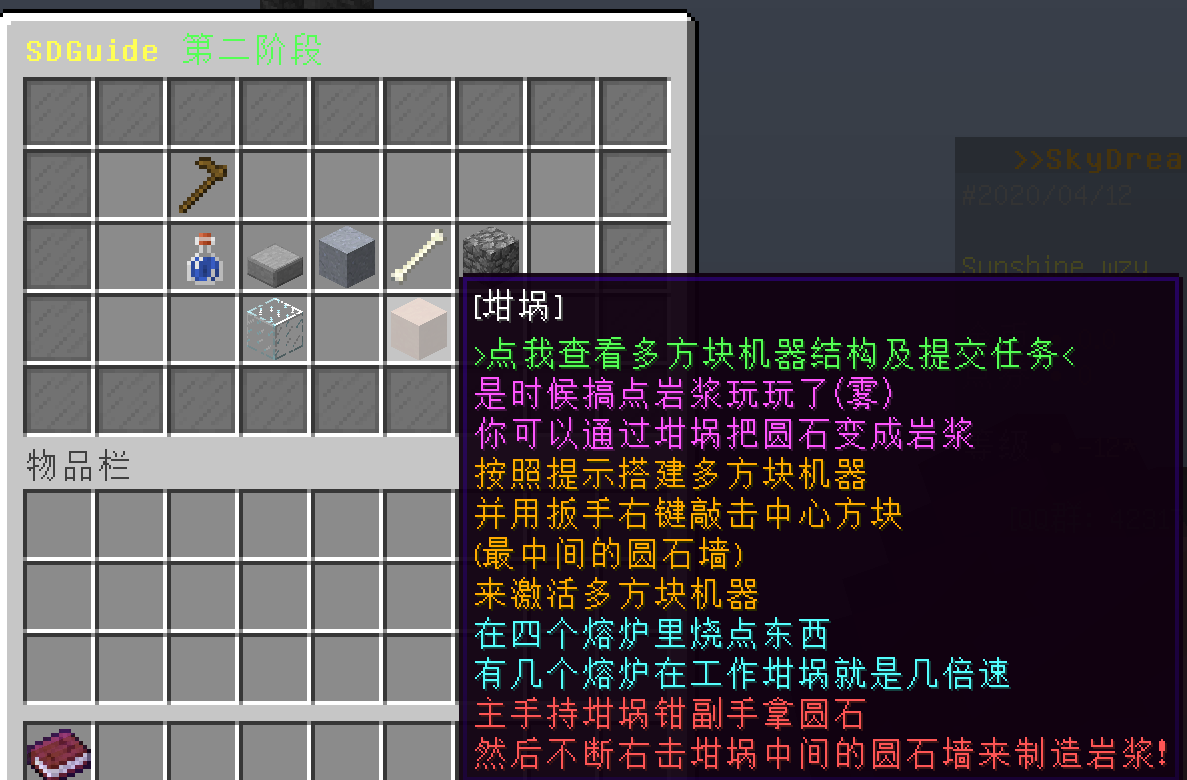 SDGuide 第二阶段
>>SkyDrea
#2020/04/12
Sunshine_wzy
[坩埚]
>点我查看多方块机器结构及提交任务<
是时候搞点岩浆玩玩了(雾)
你可以通过坩埚把圆石变成岩浆
按照提示搭建多方块机器
并用扳手右键敲击中心方块
(最中间的圆石墙)
来激活多方块机器
在四个熔炉里烧点东西
有几个熔炉在工作坩埚就是几倍速
主手持坩埚钳副手拿圆石
然后不断右击坩埚中间的圆石墙来制造岩浆!
物品栏